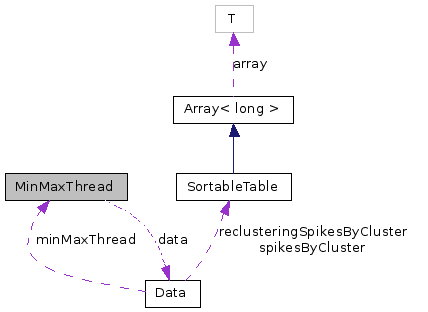 T
array
Array< long >
MinMaxThread
SortableTable
minMaxThread
data
reclusteringSpikesByCluster
spikesByCluster
Data